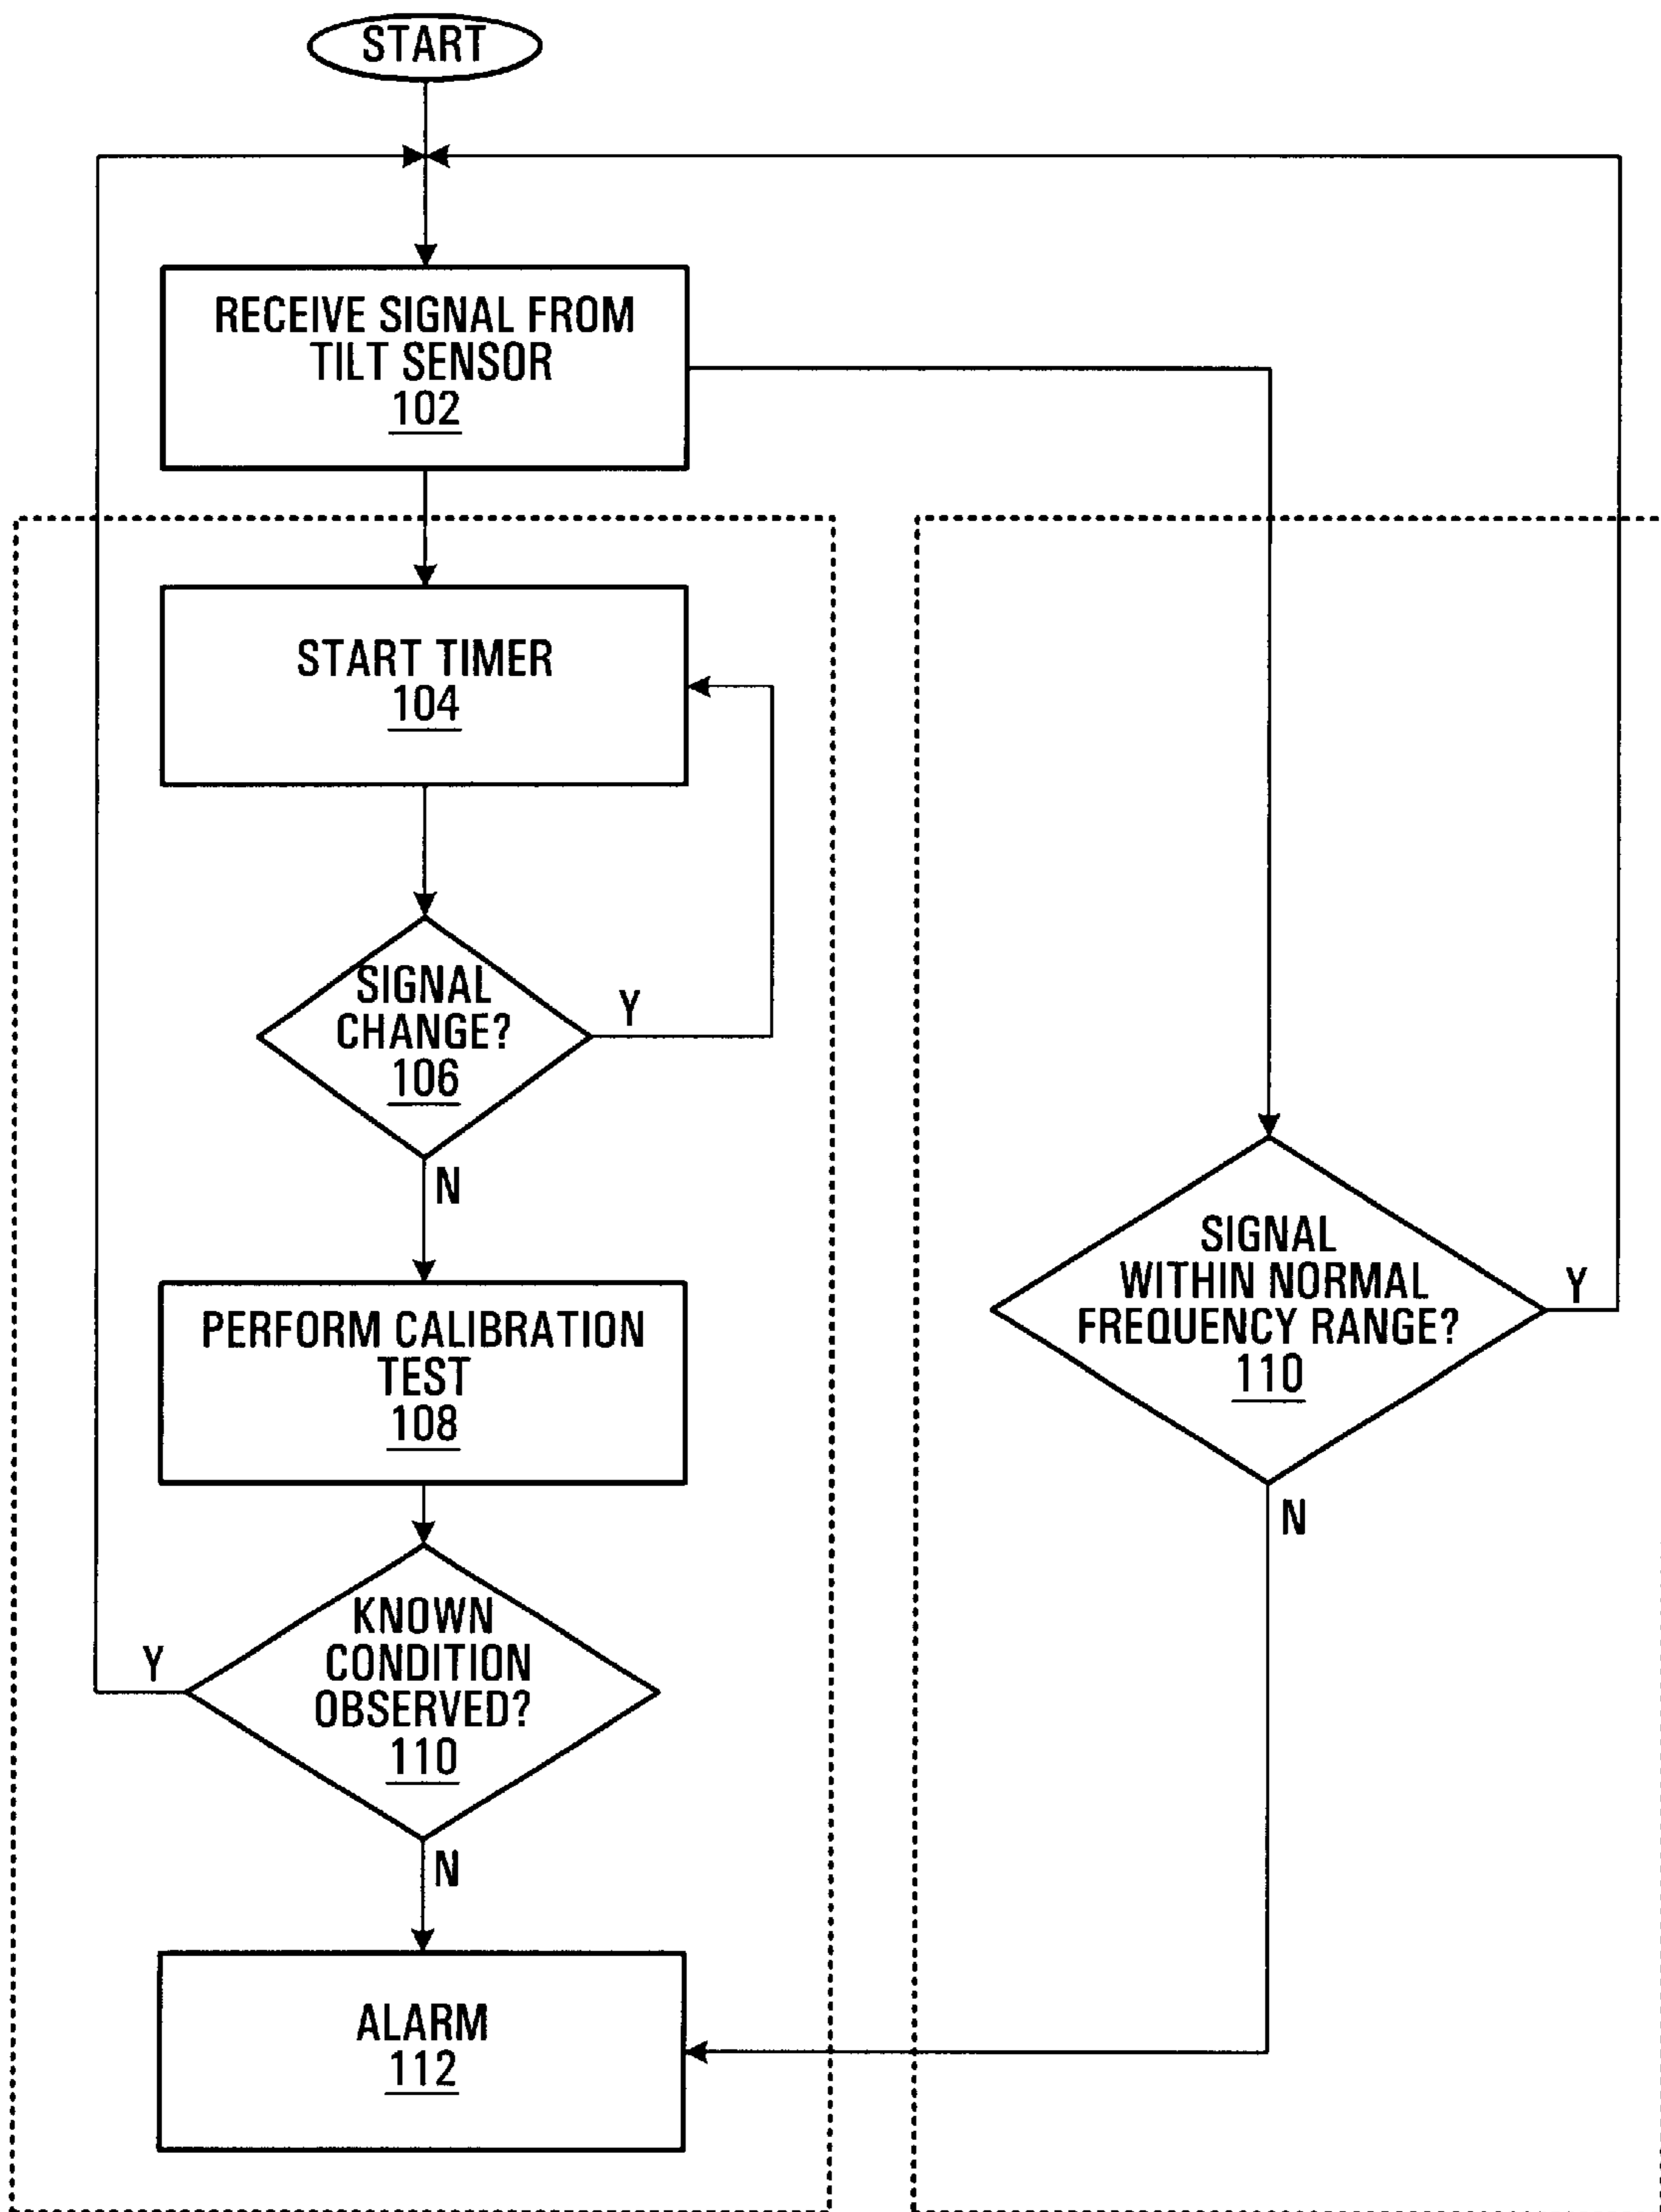 START
RECEIVE SIGNAL FROM
TILT SENSOR
102
START TIMER
104
SIGNAL
CHANGE?
106
Y
N
PERFORM CALIBRATION
TEST
108
KNOWN
CONDITION
OBSERVED?
110
Y
N
ALARM
112
SIGNAL
WITHIN NORMAL
FREQUENCY RANGE?
110
Y
N